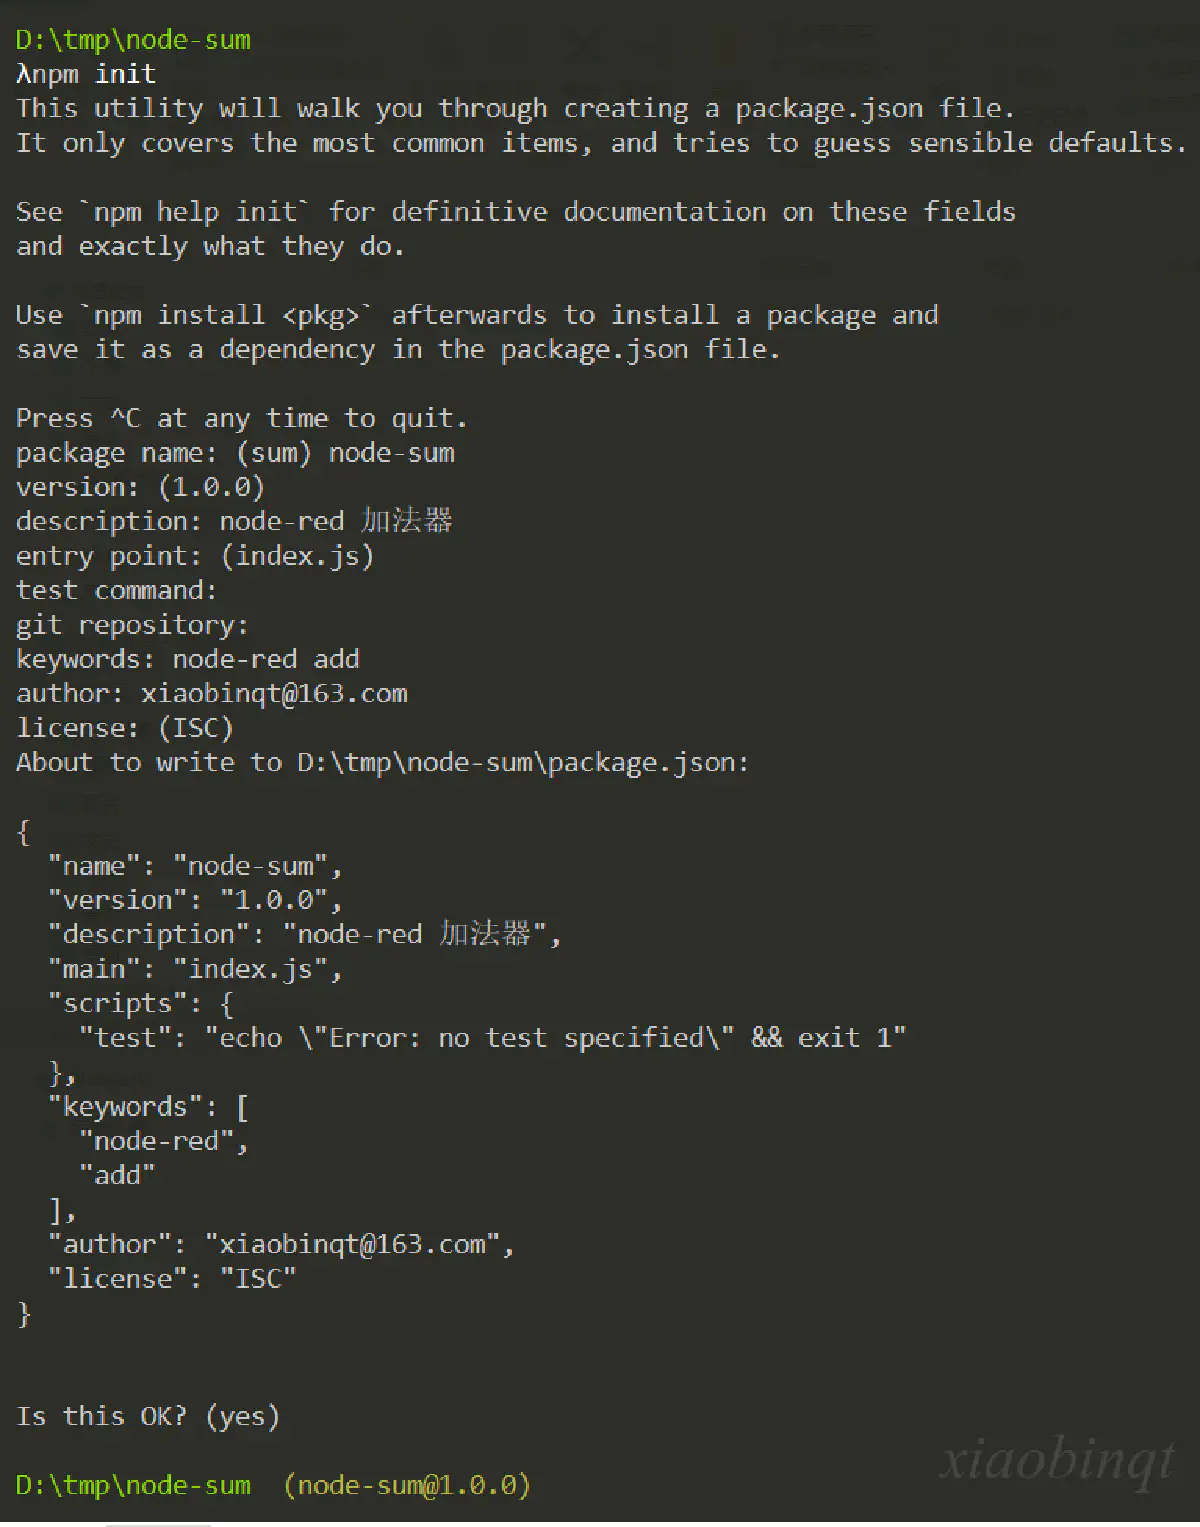 D:\tmp\node-sum
λnpm init
This utility will walk you through creating a package.json file.
It only covers the most common items, and tries to guess sensible defaults.
See `npm help init` for definitive documentation on these fields
and exactly what they do.
Use `npm install <pkg>` afterwards to install a package and
save it as a dependency in the package.json file.
Press ^C at any time to quit.
package name: (sum) node-sum
version: (1.0.0)
description: node-red 加法器
entry point: (index.js)
test command:
git repository:
keywords: node-red add
author: xiaobinqt@163.com
license: (ISC)
About to write to D:\tmp\node-sum\package.json:
{
  "name": "node-sum",
  "version": "1.0.0",
  "description": "node-red 加法器",
  "main": "index.js",
  "scripts": {
    "test": "echo \"Error: no test specified\" && exit 1"
  },
  "keywords": [
    "node-red",
    "add"
  ],
  "author": "xiaobinqt@163.com",
  "license": "ISC"
}
Is this OK? (yes)
xiaobinqt
D:\tmp\node-sum  (node-sum@1.0.0)